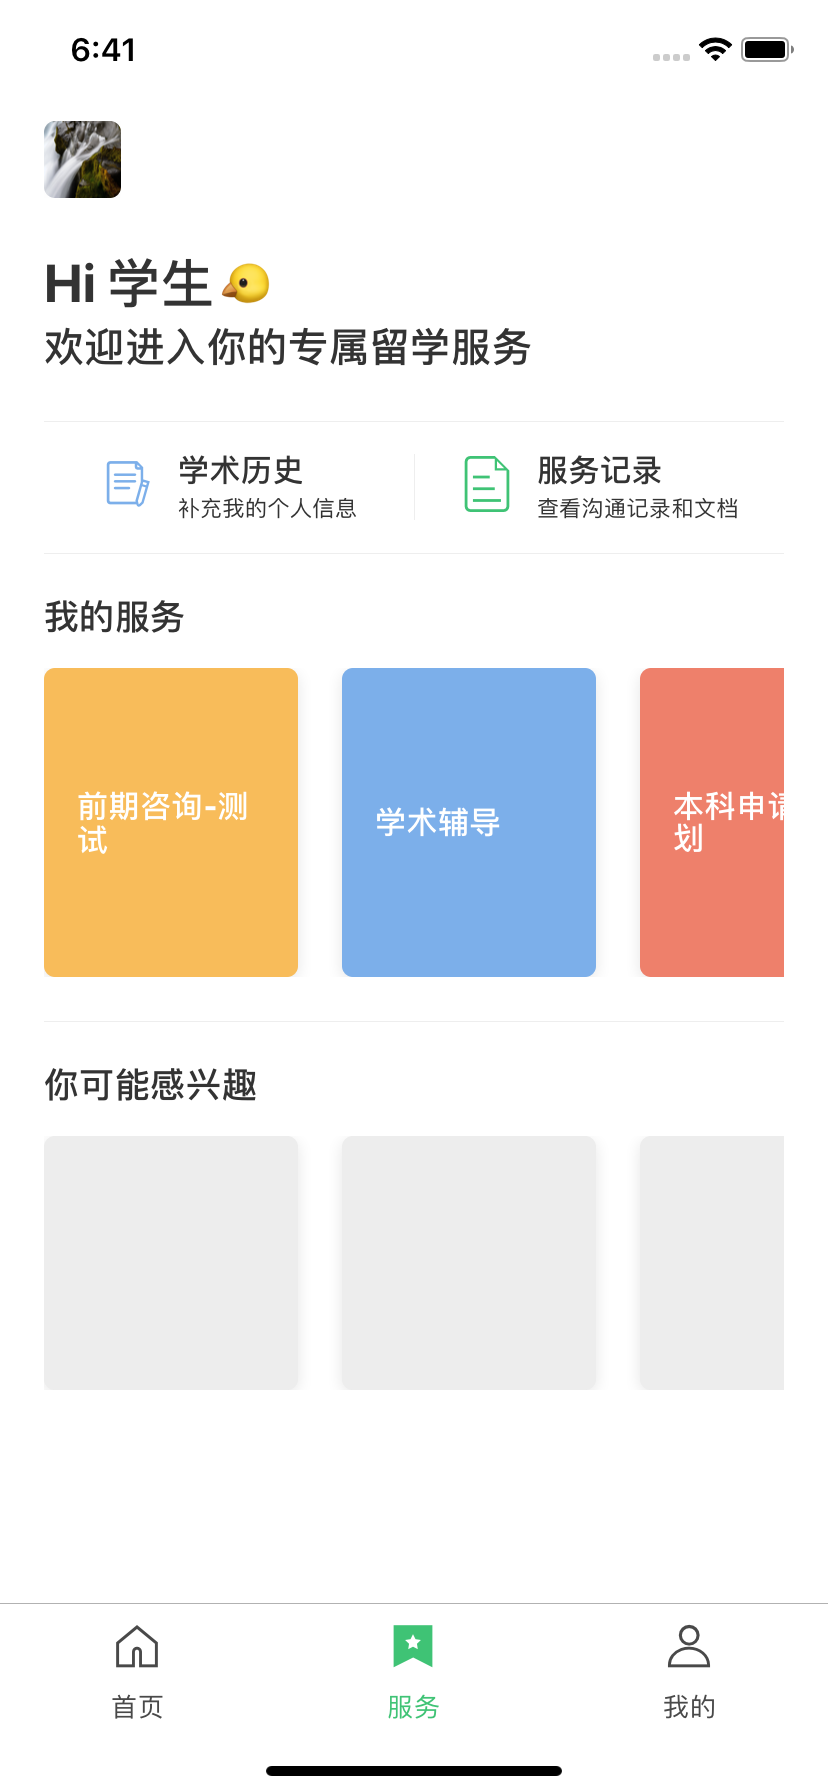 6:41
Hi 学生🐤
欢迎进入你的专属留学服务
学术历史
补充我的个人信息
服务记录
查看沟通记录和文档
我的服务
前期咨询-测
试
学术辅导
本科申请
划
你可能感兴趣
首页
服务
我的